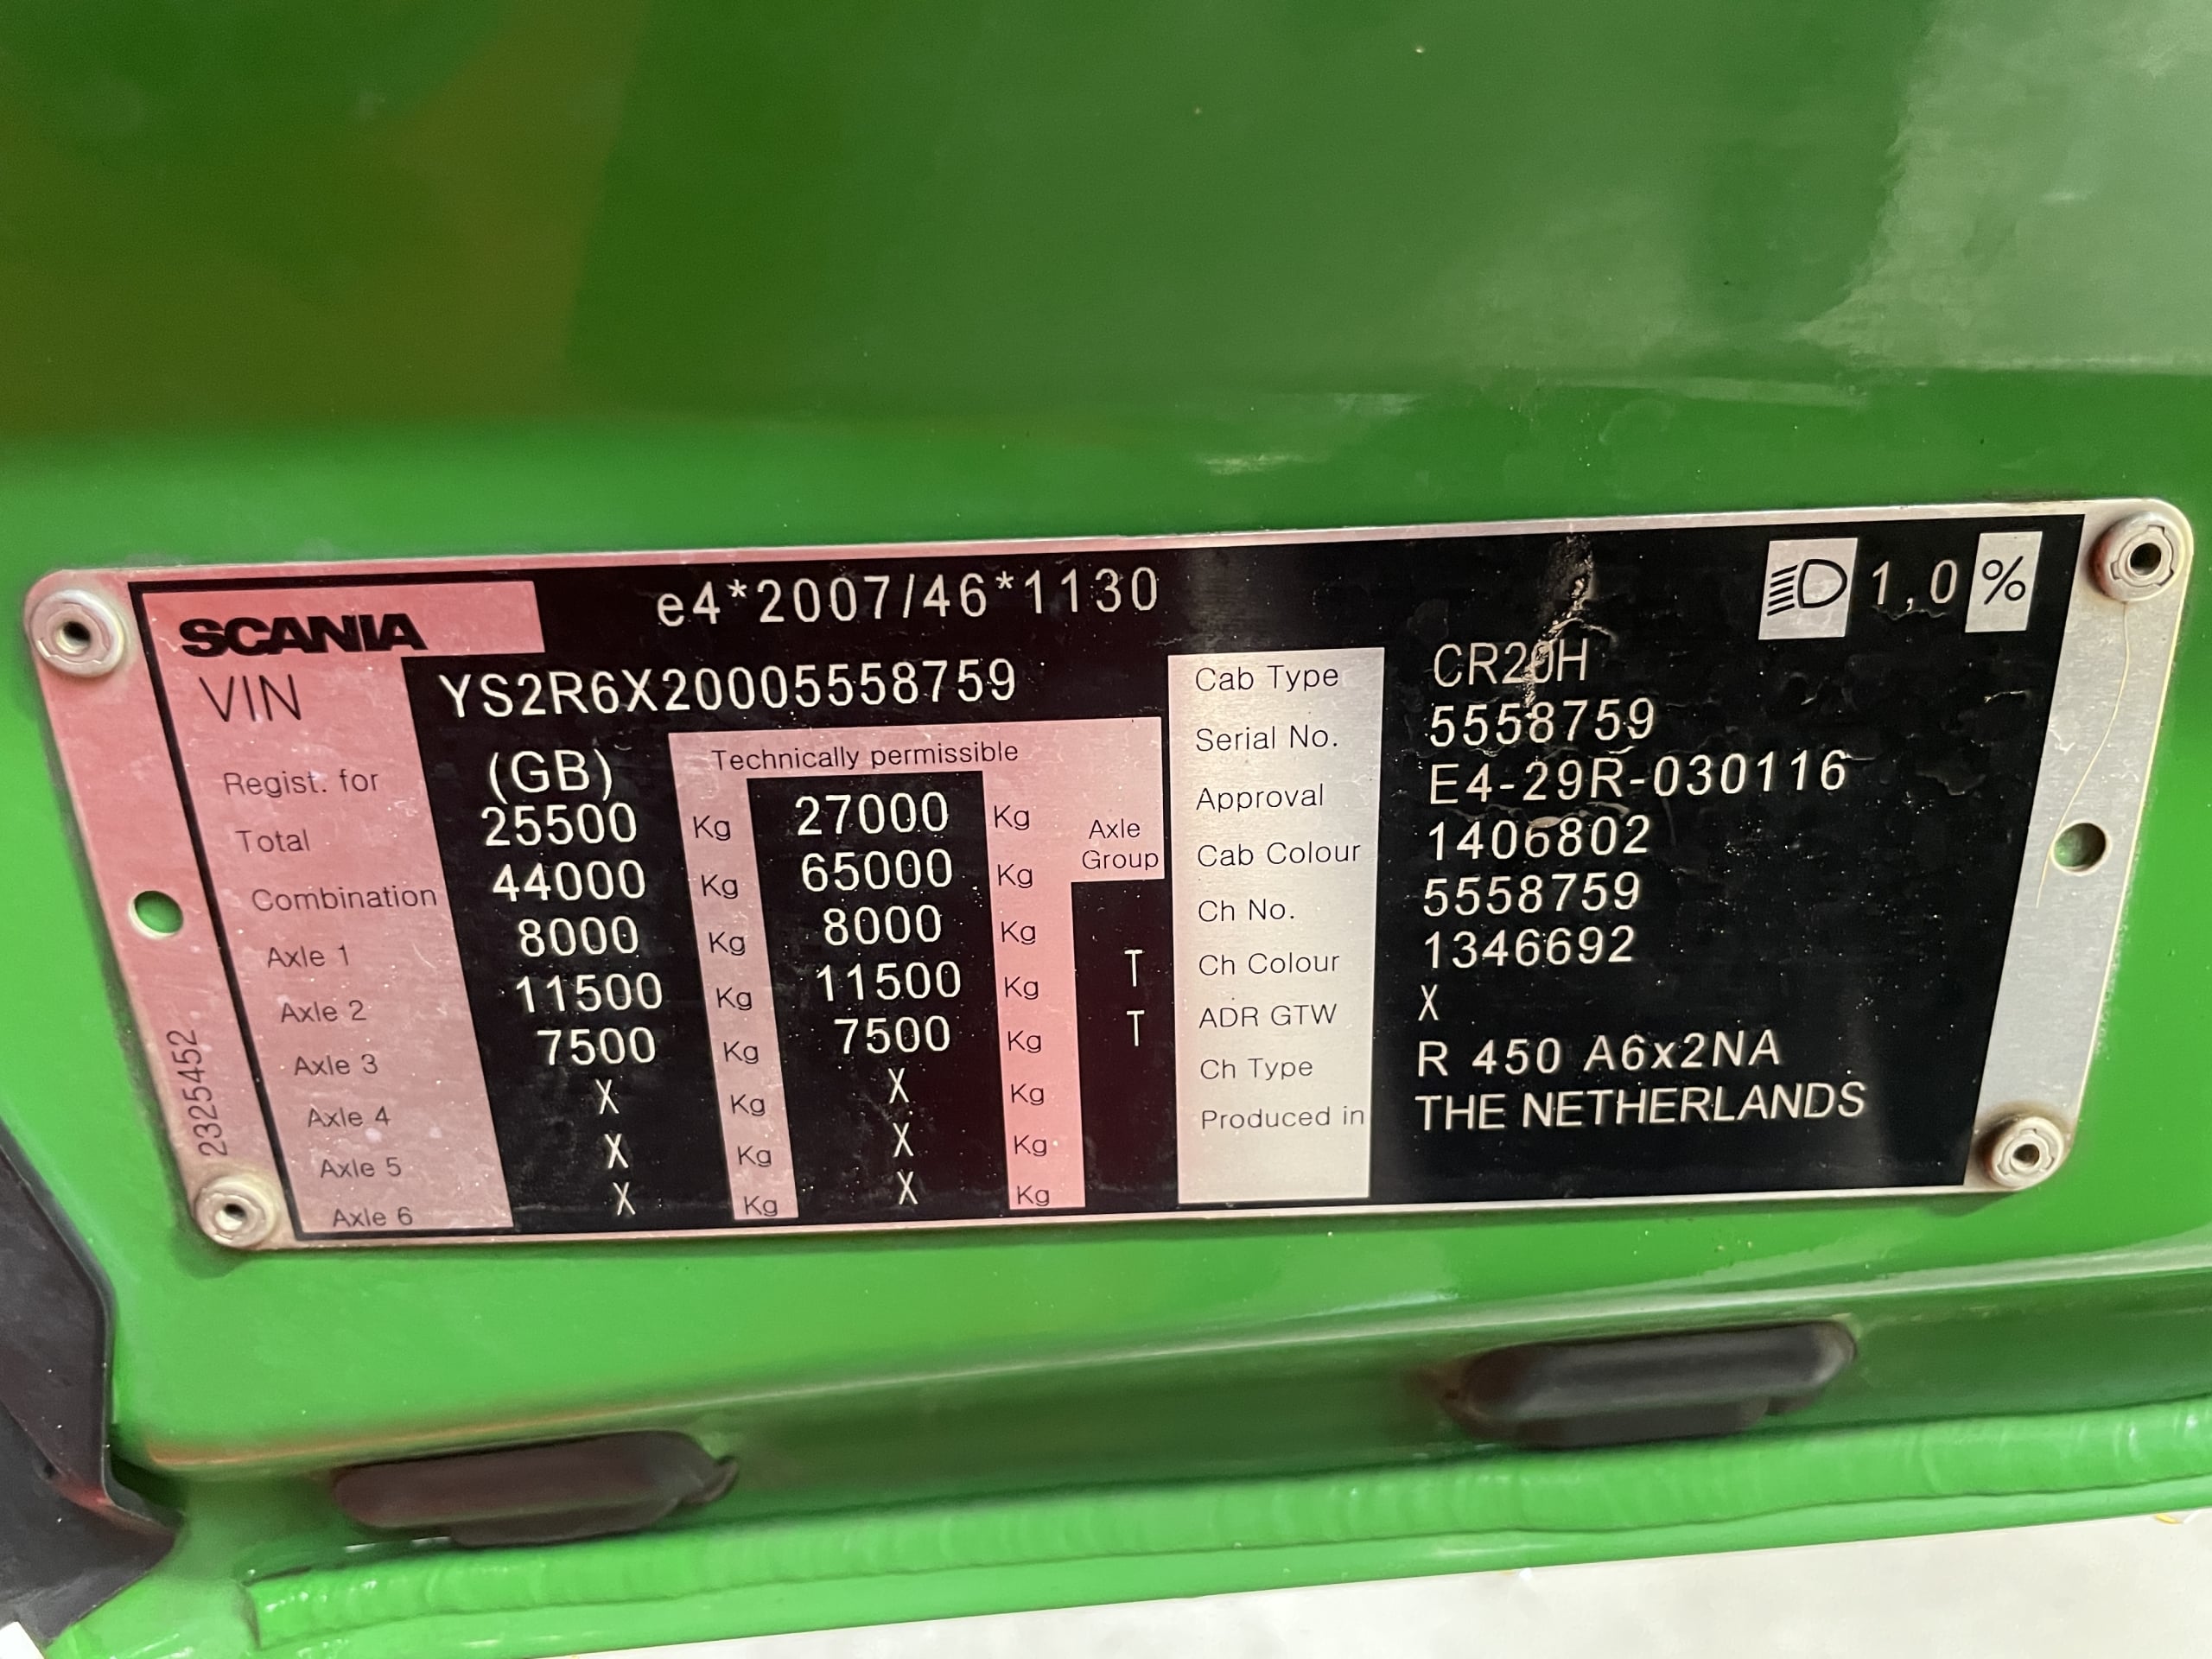 SCANIA
e4*2007/46*1130
1,0 %
VIN YS2R6X20005558759
Regist. for (GB) Technically permissible
Total 25500 Kg 27000 Kg
Axle
Group
Combination 44000 Kg 65000 Kg
Axle 1 8000 Kg 8000 Kg
Axle 2 11500 Kg 11500 Kg T
Axle 3 7500 Kg 7500 Kg T
Axle 4 X Kg X Kg
Axle 5 X Kg X Kg
Axle 6 X Kg X Kg
Cab Type CR20H
Serial No. 5558759
Approval E4-29R-030116
Cab Colour 1406802
Ch No. 5558759
Ch Colour 1346692
ADR GTW X
Ch Type R 450 A6x2NA
Produced in THE NETHERLANDS
2325452